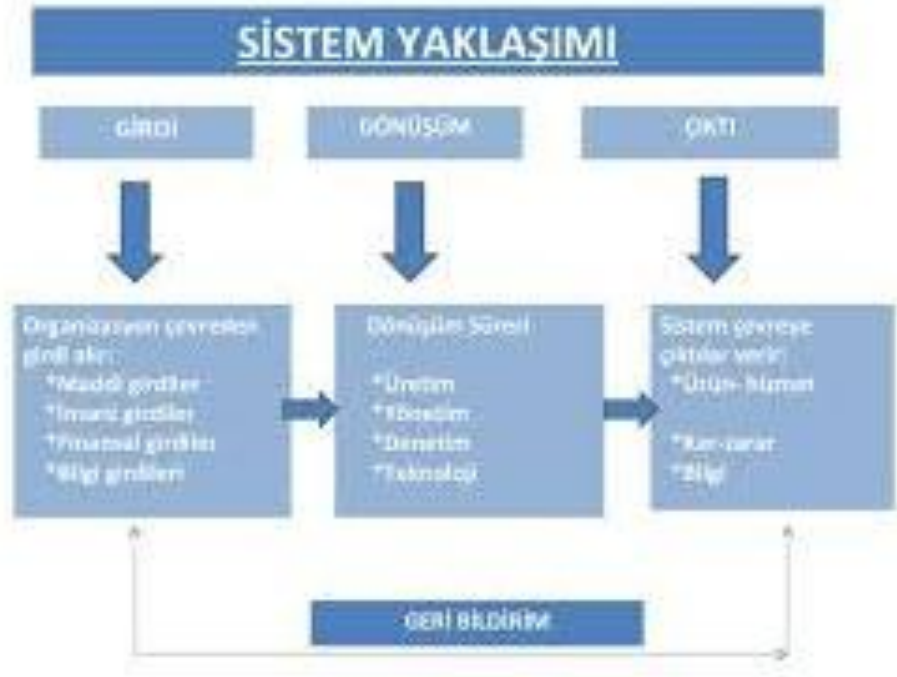 SİSTEM YAKLAŞIMI
GİRDİ
DÖNÜŞÜM
ÇIKTI
Organizasyon çevreden
girdi alır:
*Maddi girdiler
*İnsani girdiler
*Finansal girdiler
*Bilgi girdileri
Dönüşüm Süreci
*Üretim
*Yönetim
*Denetim
*Teknoloji
Sistem çevreye
çıktılar verir:
*Ürün- hizmet
*Kar-zarar
*Bilgi
GERİ BİLDİRİM